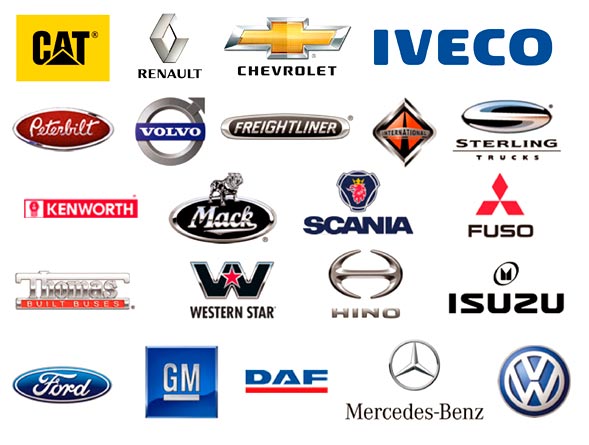 CAT®
RENAULT
CHEVROLET
IVECO
Peterbilt
VOLVO
FREIGHTLINER
INTERNATIONAL
STERLING®
TRUCKS
KENWORTH®
Mack®
SCANIA
FUSO
Thomas
BUILT BUSES®
WESTERN STAR
HINO
ISUZU
Ford
GM
DAF
Mercedes-Benz
VW